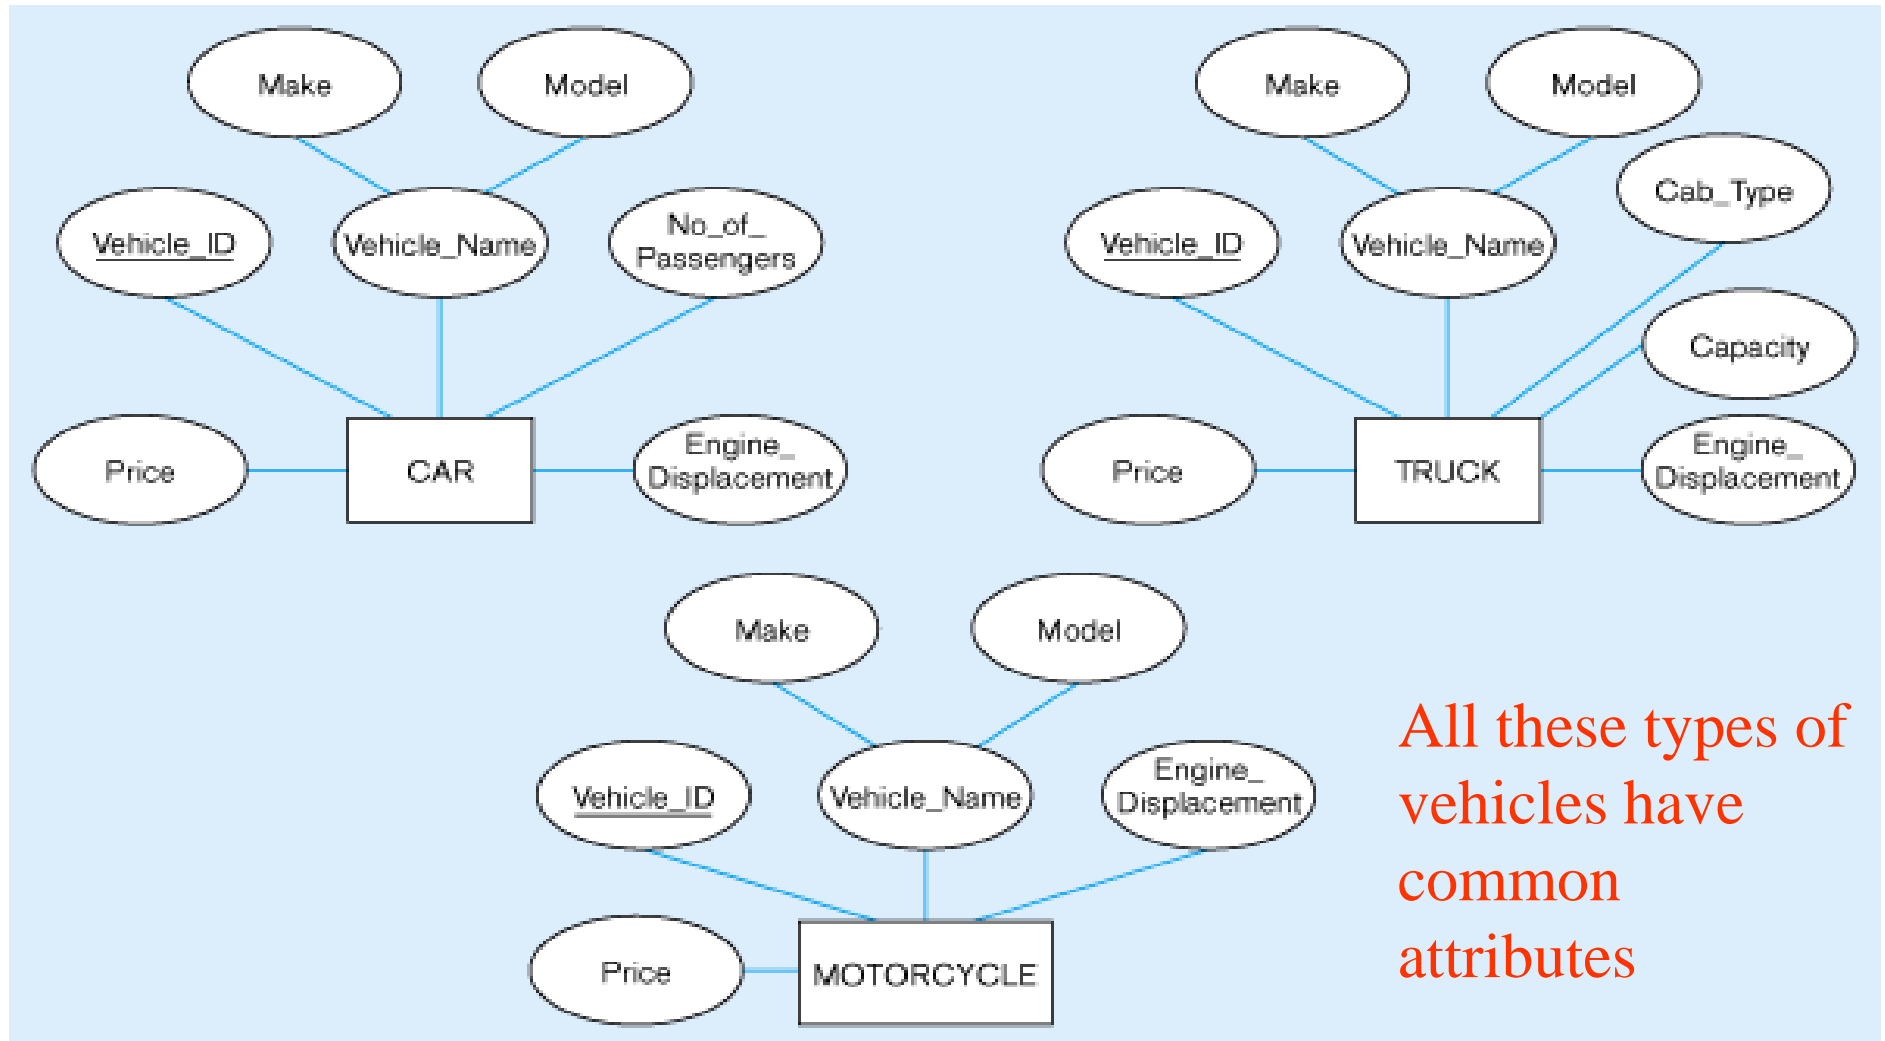 Make
Model
Vehicle_ID
Vehicle_Name
No_of_
Passengers
Price
CAR
Engine_
Displacement
Make
Model
Cab_Type
Vehicle_ID
Vehicle_Name
Capacity
Price
TRUCK
Engine_
Displacement
Make
Model
Vehicle_ID
Vehicle_Name
Engine_
Displacement
Price
MOTORCYCLE
All these types of
vehicles have
common
attributes